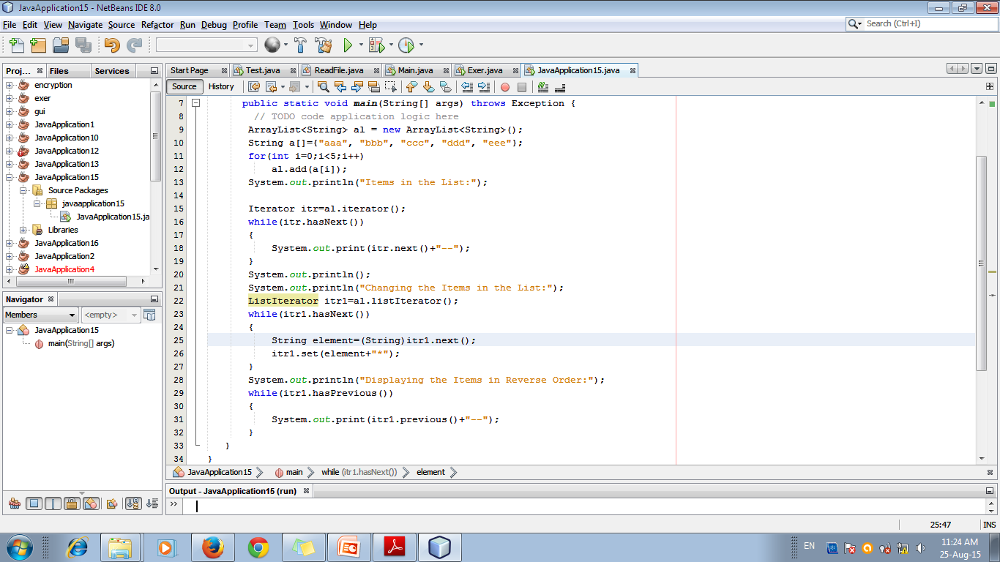 JavaApplication15 - NetBeans IDE 8.0
File Edit View Navigate Source Refactor Run Debug Profile Team Tools Window Help
Search (Ctrl+I)
Proj... Files Services
encryption
exer
gui
JavaApplication1
JavaApplication10
JavaApplication12
JavaApplication13
JavaApplication15
Source Packages
javaapplication15
JavaApplication15.ja
Libraries
JavaApplication16
JavaApplication2
JavaApplication4
Navigator
Members <empty>
JavaApplication15
main(String[] args)
Start Page Test.java ReadFile.java Main.java Exer.java JavaApplication15.java
Source History
7 public static void main(String[] args) throws Exception {
8 // TODO code application logic here
9 ArrayList<String> al = new ArrayList<String>();
10 String a[]={"aaa", "bbb", "ccc", "ddd", "eee"};
11 for(int i=0;i<5;i++)
12 al.add(a[i]);
13 System.out.println("Items in the List:");
14
15 Iterator itr=al.iterator();
16 while(itr.hasNext())
17 {
18 System.out.print(itr.next()+"--");
19 }
20 System.out.println();
21 System.out.println("Changing the Items in the List:");
22 ListIterator itr1=al.listIterator();
23 while(itr1.hasNext())
24 {
25 String element=(String)itr1.next();
26 itr1.set(element+"*");
27 }
28 System.out.println("Displaying the Items in Reverse Order:");
29 while(itr1.hasPrevious())
30 {
31 System.out.print(itr1.previous()+"--");
32 }
33 }
34 }
JavaApplication15 main while (itr1.hasNext()) element
Output - JavaApplication15 (run)
25:47 INS
EN
11:24 AM
25-Aug-15